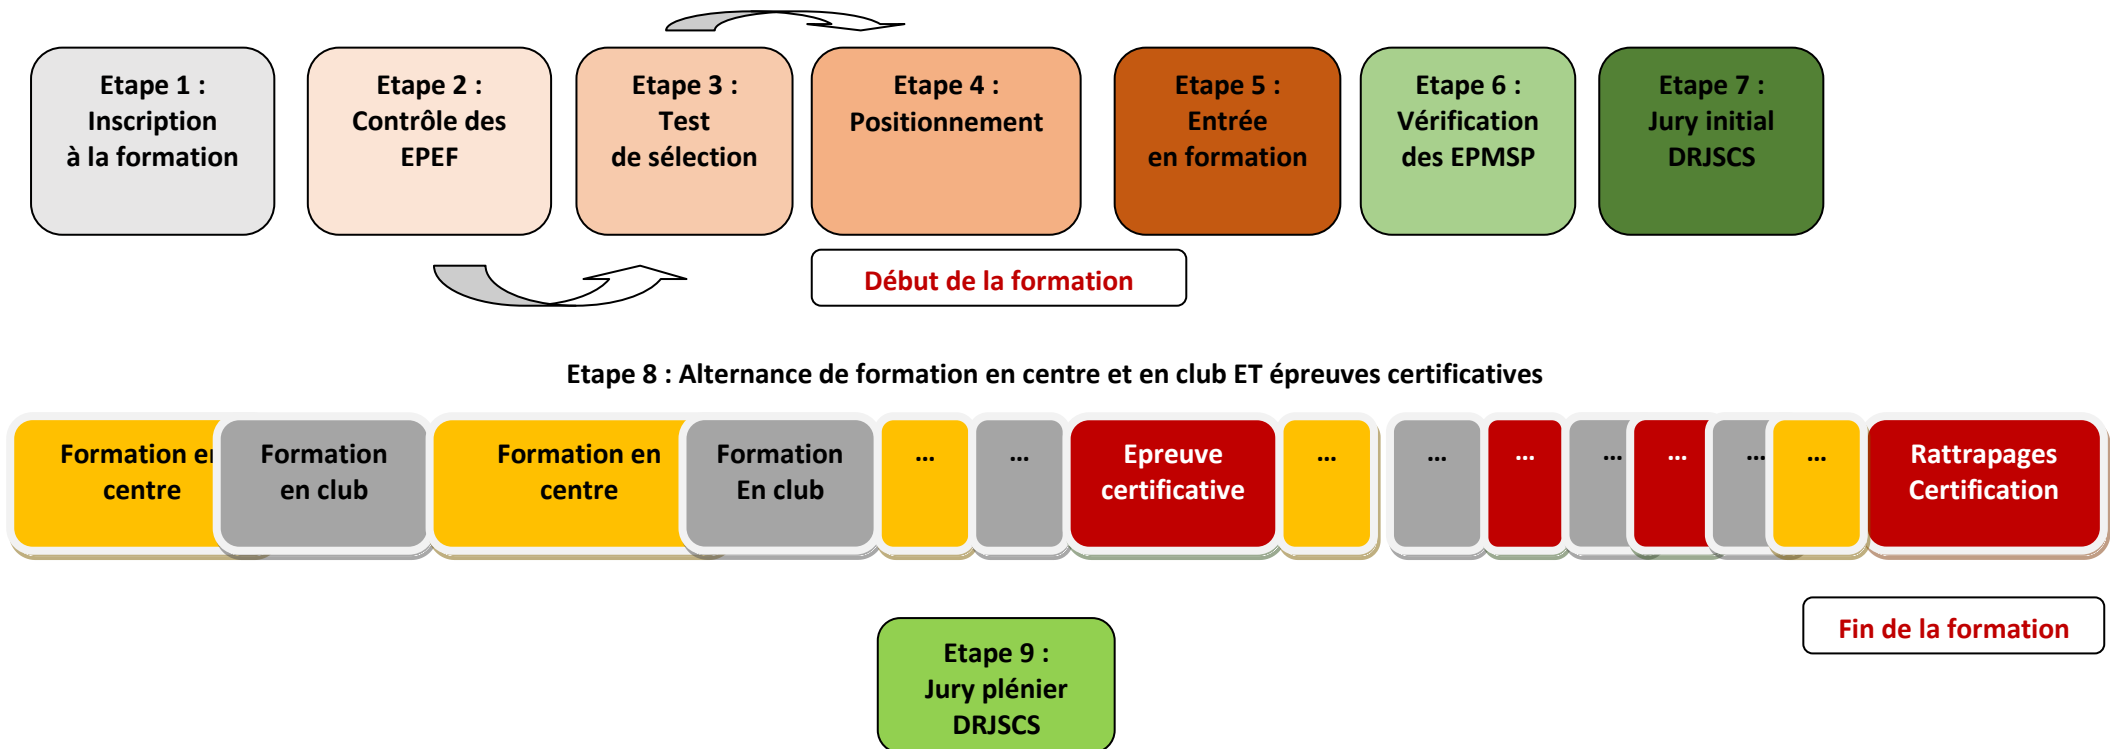 Etape 1 :
Inscription
à la formation
Etape 2 :
Contrôle des
EPEF
Etape 3 :
Test
de sélection
Etape 4 :
Positionnement
Etape 5 :
Entrée
en formation
Etape 6 :
Vérification
des EPMSP
Etape 7 :
Jury initial
DRJSCS
Début de la formation
Etape 8 : Alternance de formation en centre et en club ET épreuves certificatives
Formation en
centre
Formation
en club
Formation en
centre
Formation
En club
...
...
Epreuve
certificative
...
...
...
...
...
...
...
Rattrapages
Certification
Fin de la formation
Etape 9 :
Jury plénier
DRJSCS